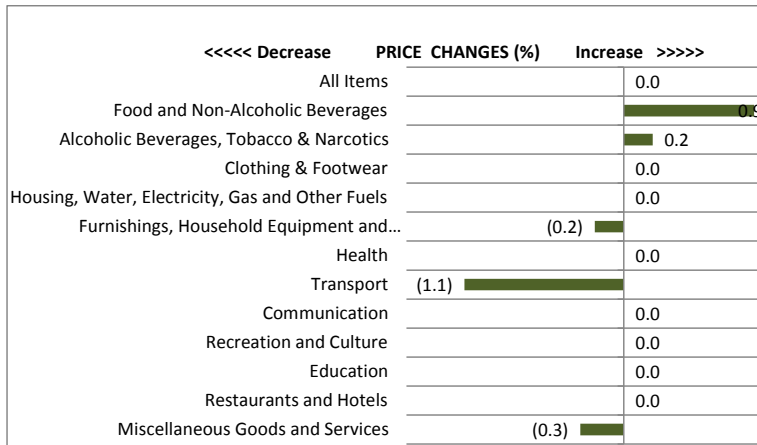 <<<<< Decrease PRICE CHANGES (%) Increase >>>>>
All Items 0.0
Food and Non-Alcoholic Beverages 0.9
Alcoholic Beverages, Tobacco & Narcotics 0.2
Clothing & Footwear 0.0
Housing, Water, Electricity, Gas and Other Fuels 0.0
Furnishings, Household Equipment and... (0.2)
Health 0.0
Transport (1.1)
Communication 0.0
Recreation and Culture 0.0
Education 0.0
Restaurants and Hotels 0.0
Miscellaneous Goods and Services (0.3)